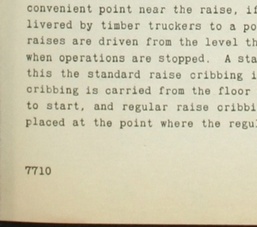 convenient point near the raise, if
livered by timber truckers to a po
raises are driven from the level th
when operations are stopped. A sta
this the standard raise cribbing i
cribbing is carried from the floor
to start, and regular raise cribbi
placed at the point where the regul
7710